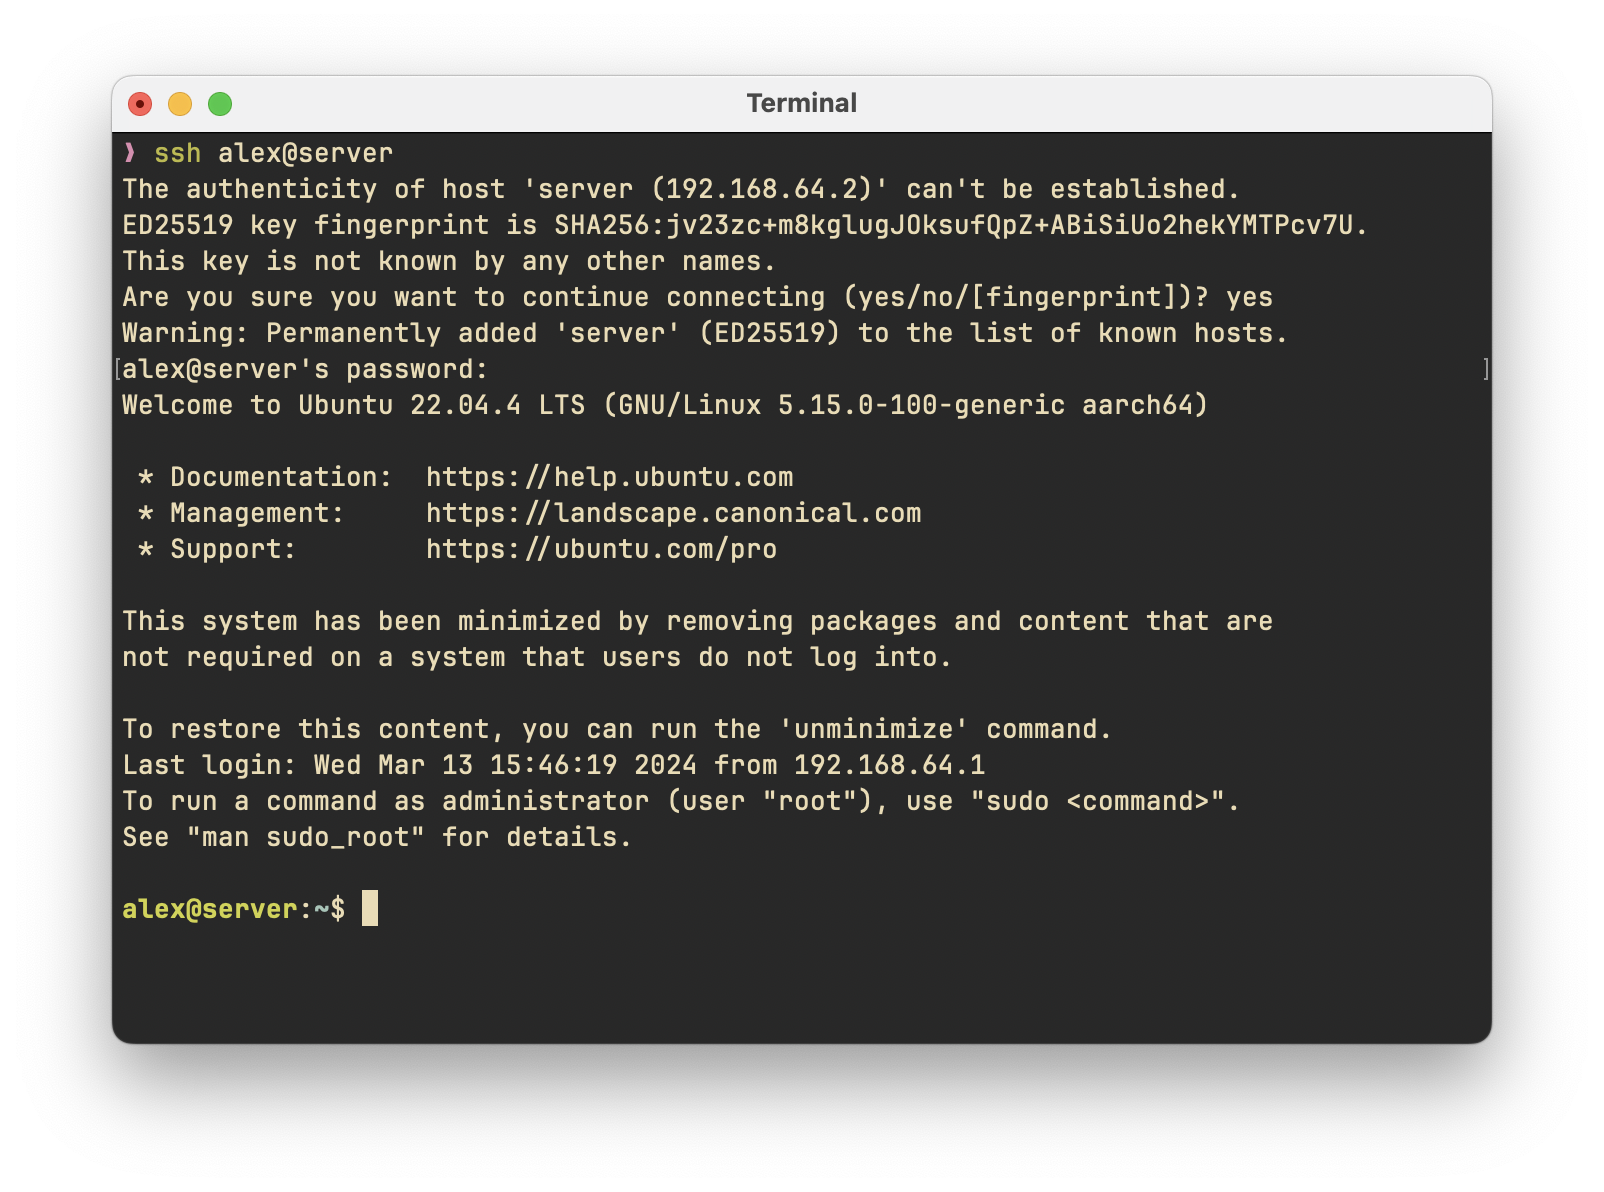 Terminal
❯ ssh alex@server
The authenticity of host 'server (192.168.64.2)' can't be established.
ED25519 key fingerprint is SHA256:jv23zc+m8kglugJOksufQpZ+ABiSiUo2hekYMTPcv7U.
This key is not known by any other names.
Are you sure you want to continue connecting (yes/no/[fingerprint])? yes
Warning: Permanently added 'server' (ED25519) to the list of known hosts.
[alex@server's password: ]
Welcome to Ubuntu 22.04.4 LTS (GNU/Linux 5.15.0-100-generic aarch64)
* Documentation:  https://help.ubuntu.com
* Management:     https://landscape.canonical.com
* Support:        https://ubuntu.com/pro
This system has been minimized by removing packages and content that are
not required on a system that users do not log into.
To restore this content, you can run the 'unminimize' command.
Last login: Wed Mar 13 15:46:19 2024 from 192.168.64.1
To run a command as administrator (user "root"), use "sudo <command>".
See "man sudo_root" for details.
alex@server:~$